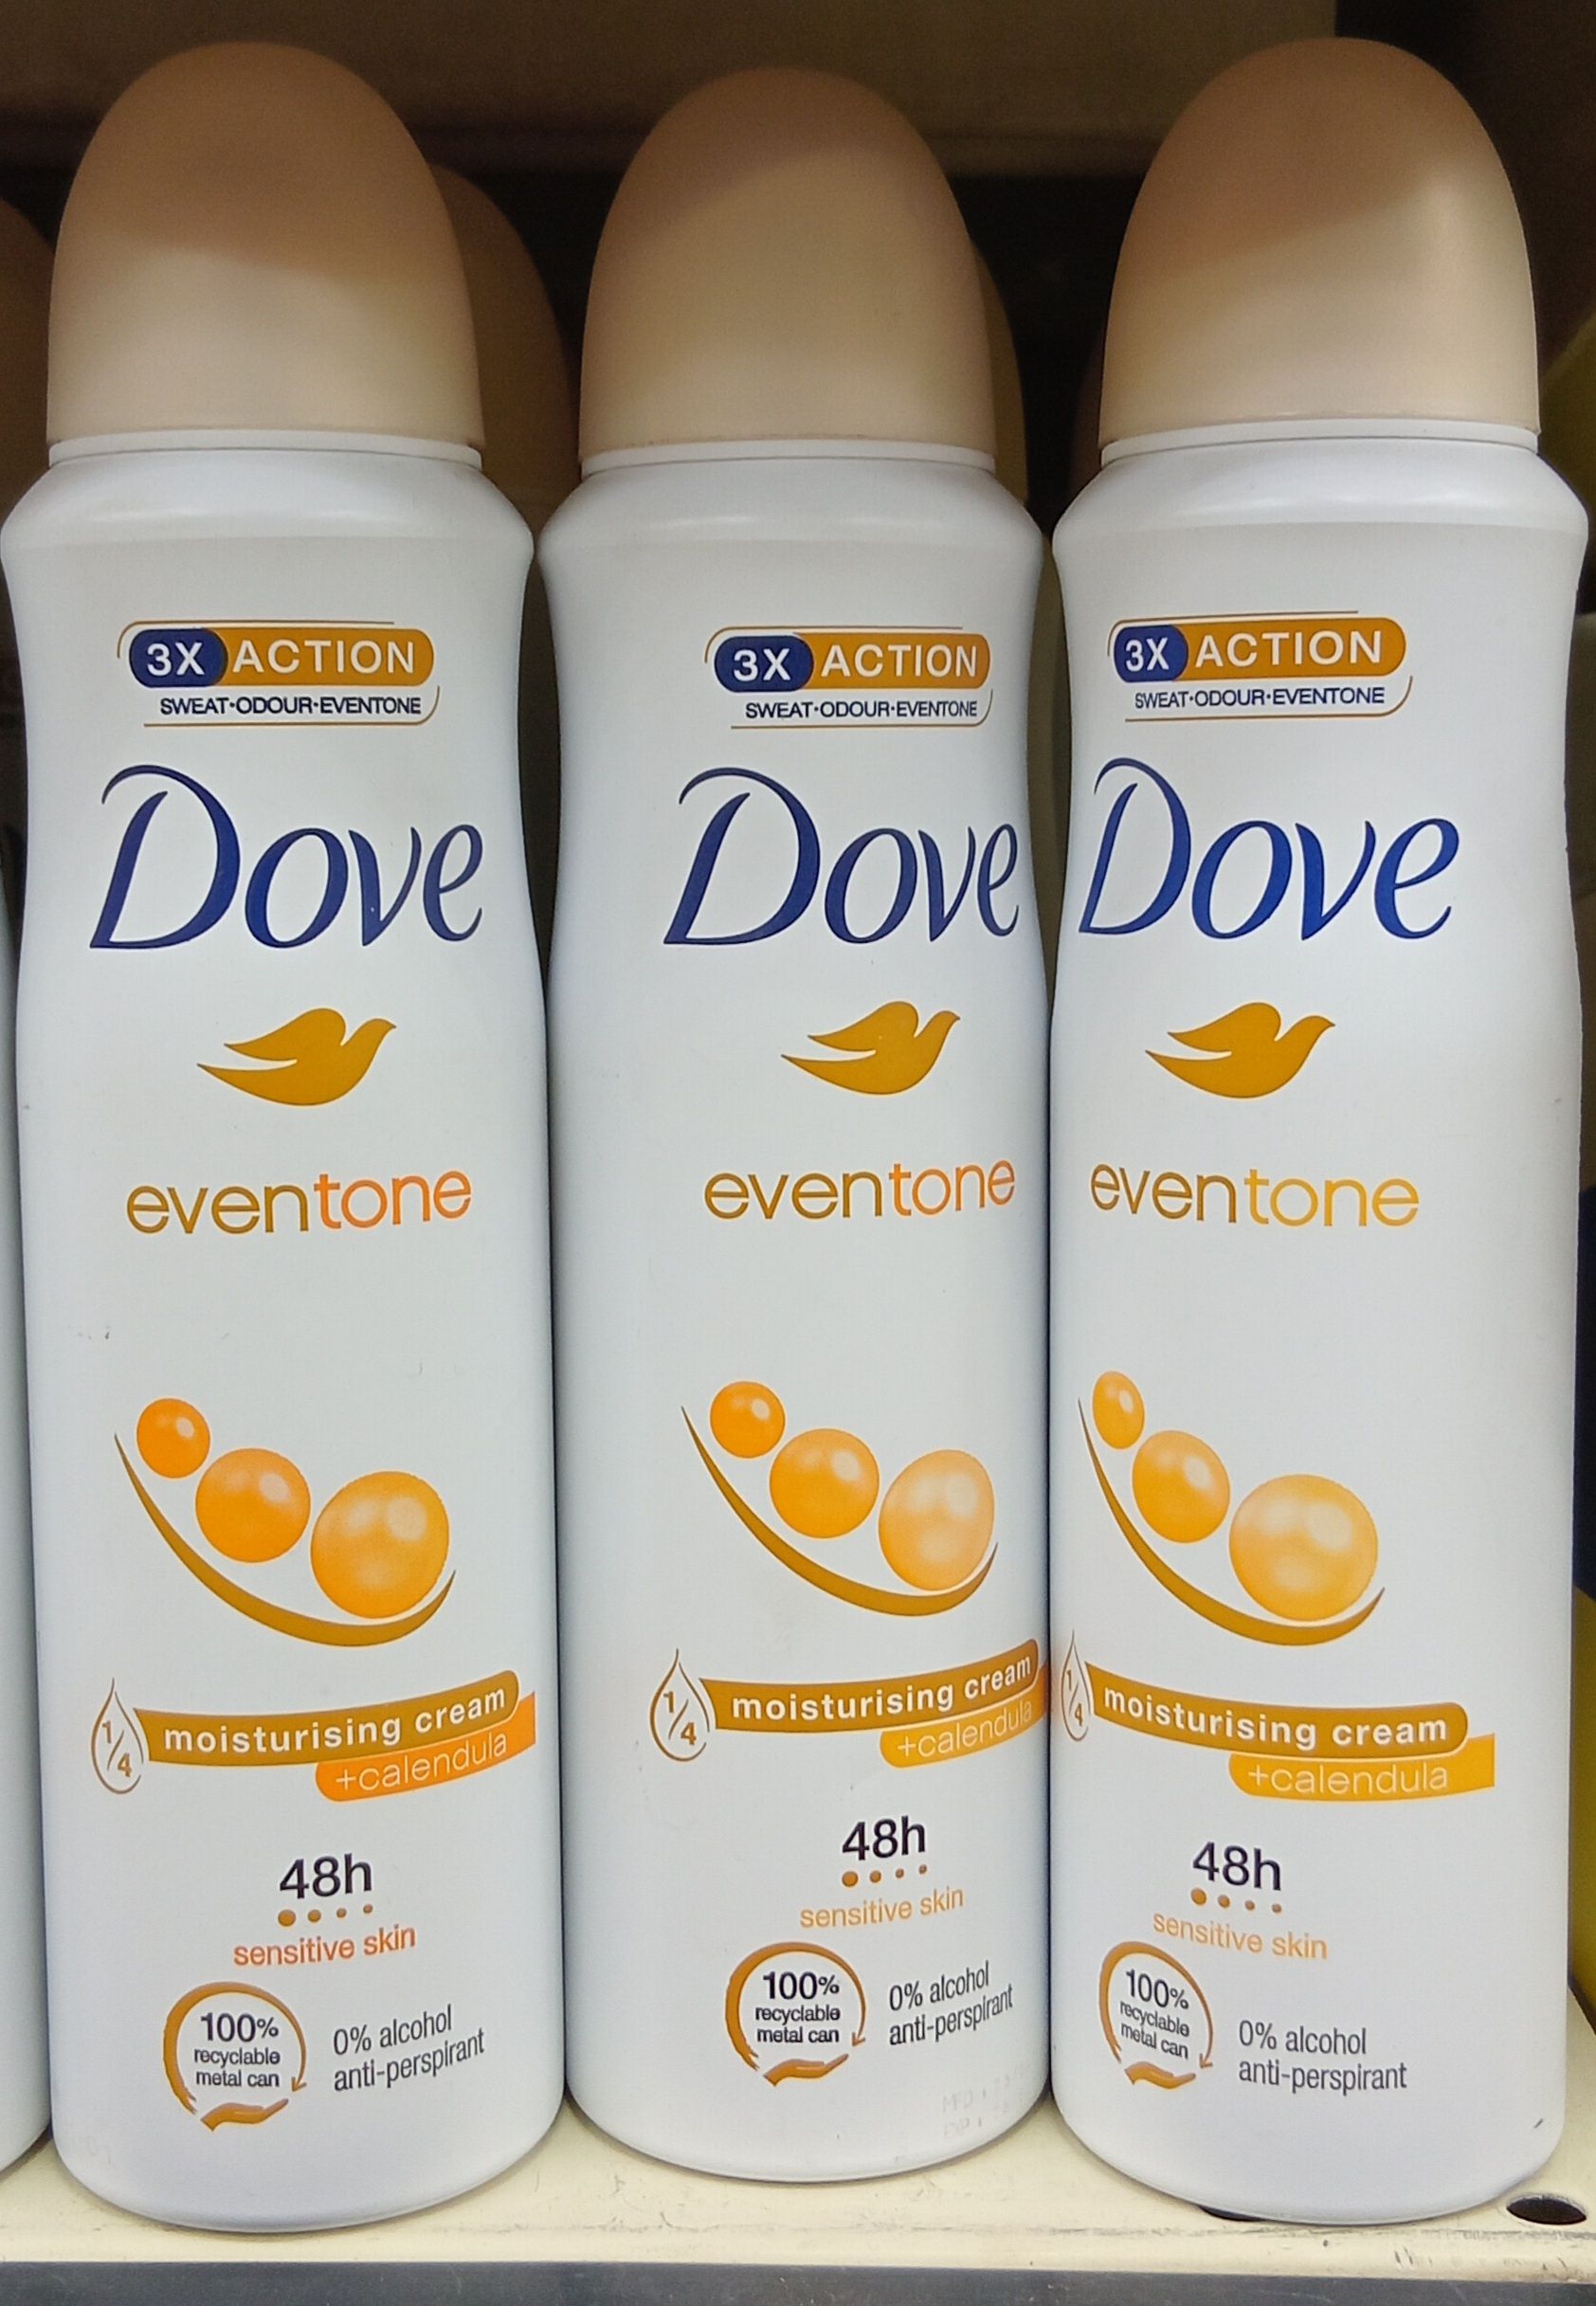 3X ACTION
SWEAT•ODOUR•EVENTONE
Dove
eventone
1/4
moisturising cream
+calendula
48h
sensitive skin
100%
recyclable
metal can
0% alcohol
anti-perspirant
3X ACTION
SWEAT•ODOUR•EVENTONE
Dove
eventone
1/4
moisturising cream
+calendula
48h
sensitive skin
100%
recyclable
metal can
0% alcohol
anti-perspirant
3X ACTION
SWEAT•ODOUR•EVENTONE
Dove
eventone
1/4
moisturising cream
+calendula
48h
sensitive skin
100%
recyclable
metal can
0% alcohol
anti-perspirant